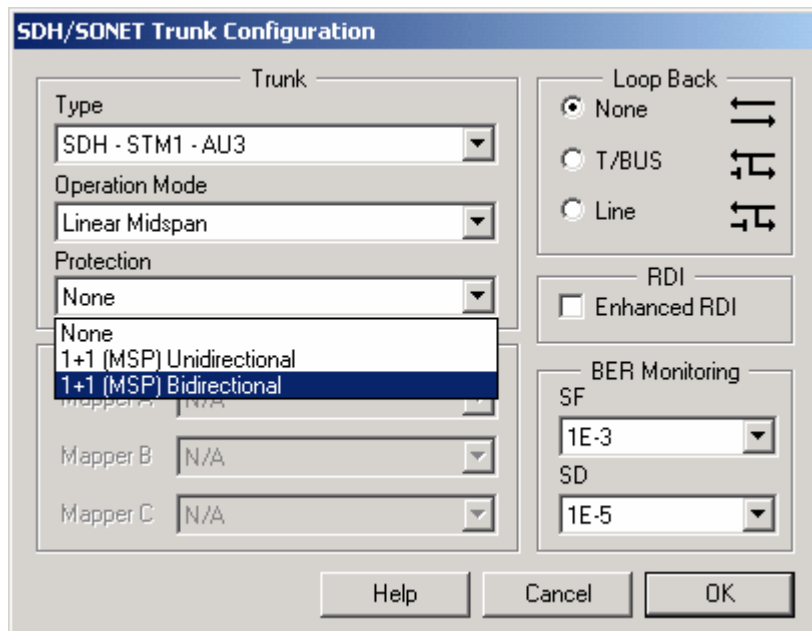 SDH/SONET Trunk Configuration
Trunk
Type
SDH - STM1 - AU3
Operation Mode
Linear Midspan
Protection
None
None
1+1 (MSP) Unidirectional
1+1 (MSP) Bidirectional
Mapper A N/A
Mapper B N/A
Mapper C N/A
Loop Back
None
T/BUS
Line
RDI
Enhanced RDI
BER Monitoring
SF
1E-3
SD
1E-5
Help Cancel OK